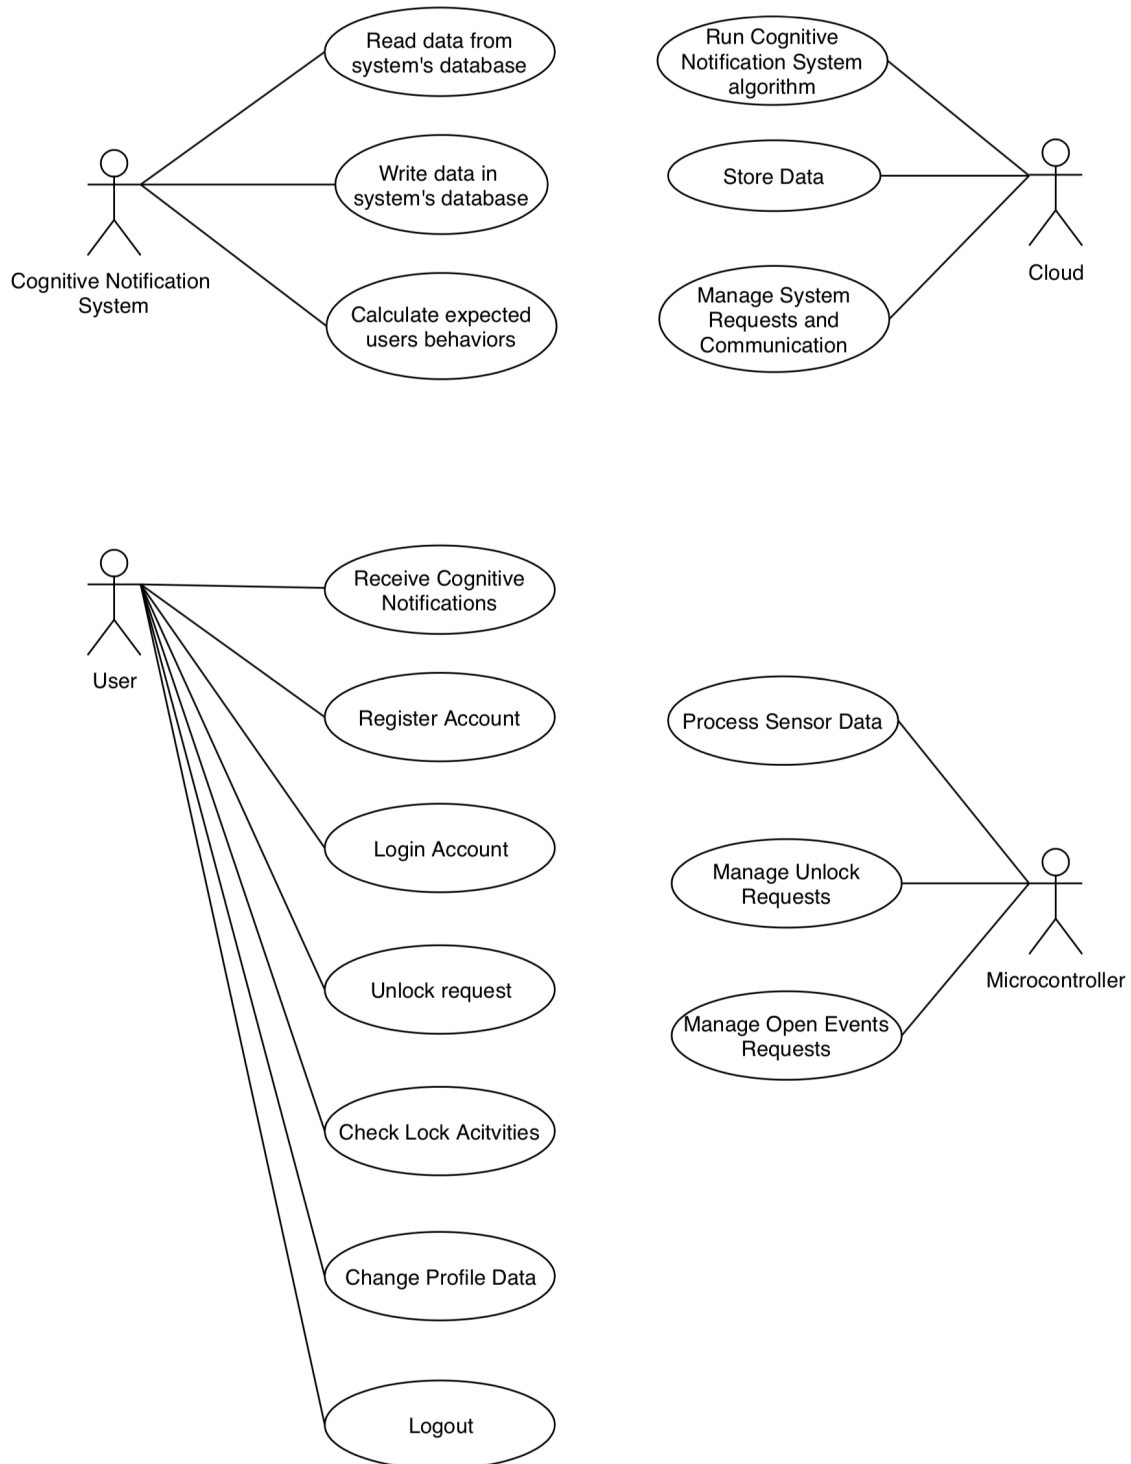 Read data from
system's database
Write data in
system's database
Calculate expected
users behaviors
Cognitive Notification
System
Run Cognitive
Notification System
algorithm
Store Data
Manage System
Requests and
Communication
Cloud
Receive Cognitive
Notifications
Register Account
Login Account
Unlock request
Check Lock Acitvities
Change Profile Data
Logout
User
Process Sensor Data
Manage Unlock
Requests
Manage Open Events
Requests
Microcontroller